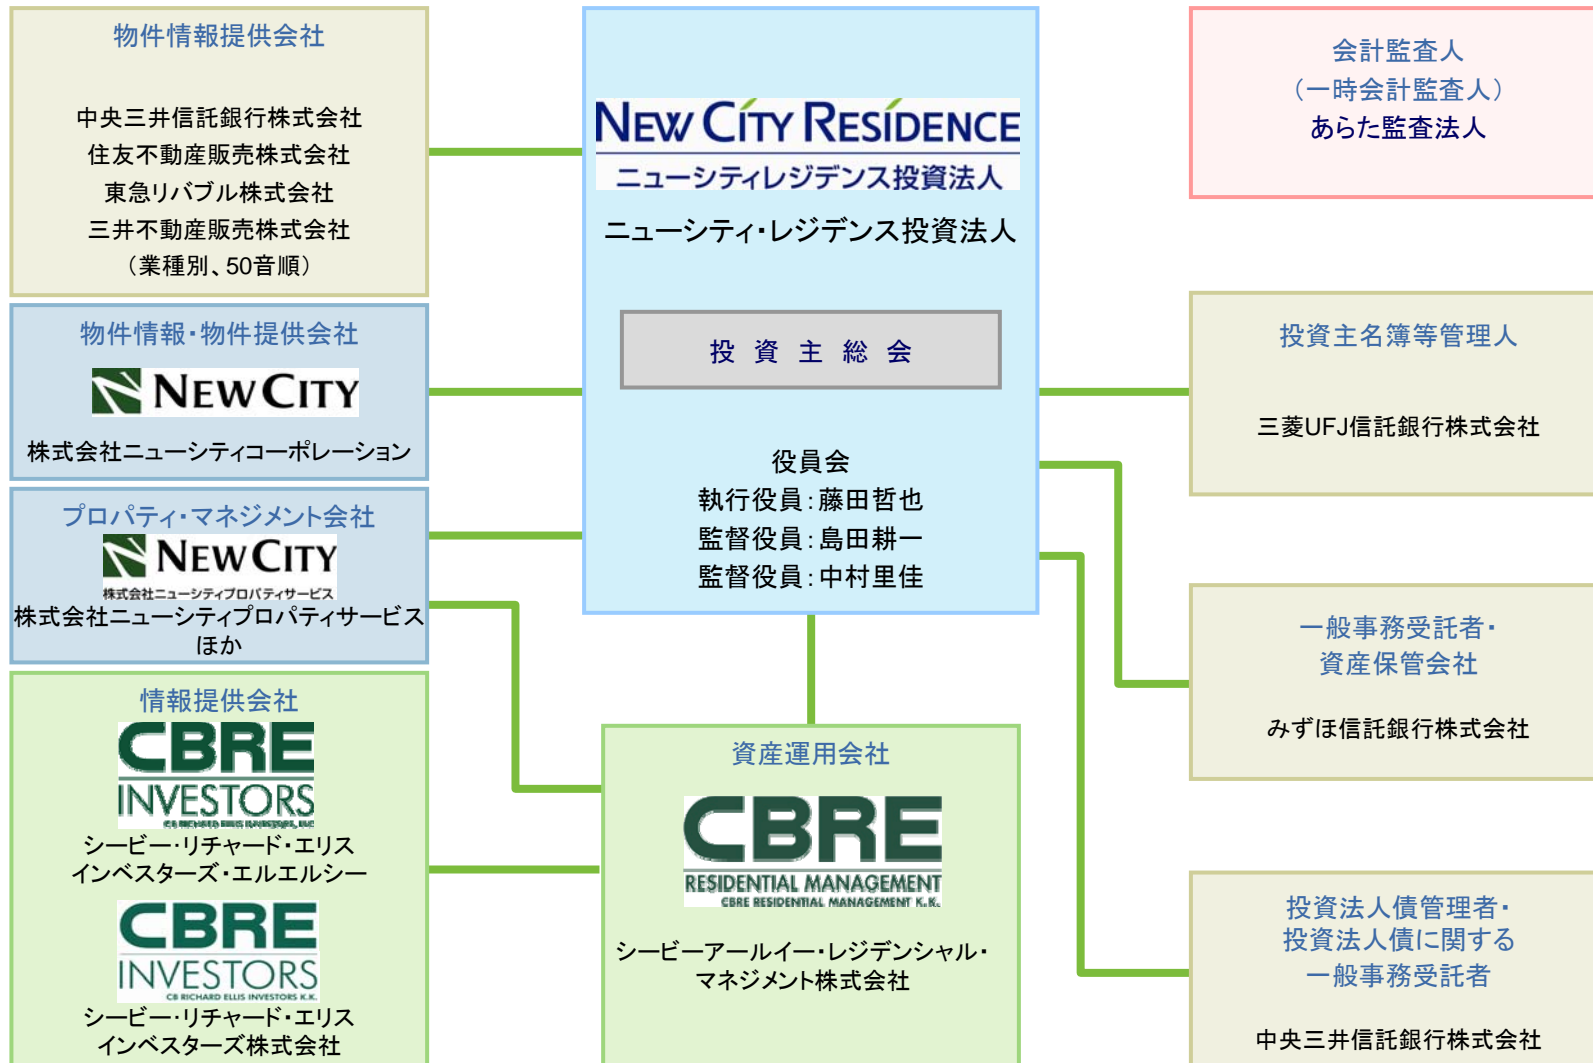 物件情報提供会社
中央三井信託銀行株式会社
住友不動産販売株式会社
東急リバブル株式会社
三井不動産販売株式会社
（業種別、50音順）
物件情報・物件提供会社
NEW CITY
株式会社ニューシティコーポレーション
プロパティ・マネジメント会社
NEW CITY
株式会社ニューシティプロパティサービス
株式会社ニューシティプロパティサービス
ほか
情報提供会社
CBRE
INVESTORS
CB RICHARD ELLIS INVESTORS, LLC
シービー・リチャード・エリス
インベスターズ・エルエルシー
CBRE
INVESTORS
CB RICHARD ELLIS INVESTORS K.K.
シービー・リチャード・エリス
インベスターズ株式会社
NEW CITY RESIDENCE
ニューシティレジデンス投資法人
ニューシティ・レジデンス投資法人
投資主総会
役員会
執行役員：藤田哲也
監督役員：島田耕一
監督役員：中村里佳
資産運用会社
CBRE
RESIDENTIAL MANAGEMENT
CBRE RESIDENTIAL MANAGEMENT K.K.
シービーアールイー・レジデンシャル・
マネジメント株式会社
会計監査人
（一時会計監査人）
あらた監査法人
投資主名簿等管理人
三菱UFJ信託銀行株式会社
一般事務受託者・
資産保管会社
みずほ信託銀行株式会社
投資法人債管理者・
投資法人債に関する
一般事務受託者
中央三井信託銀行株式会社